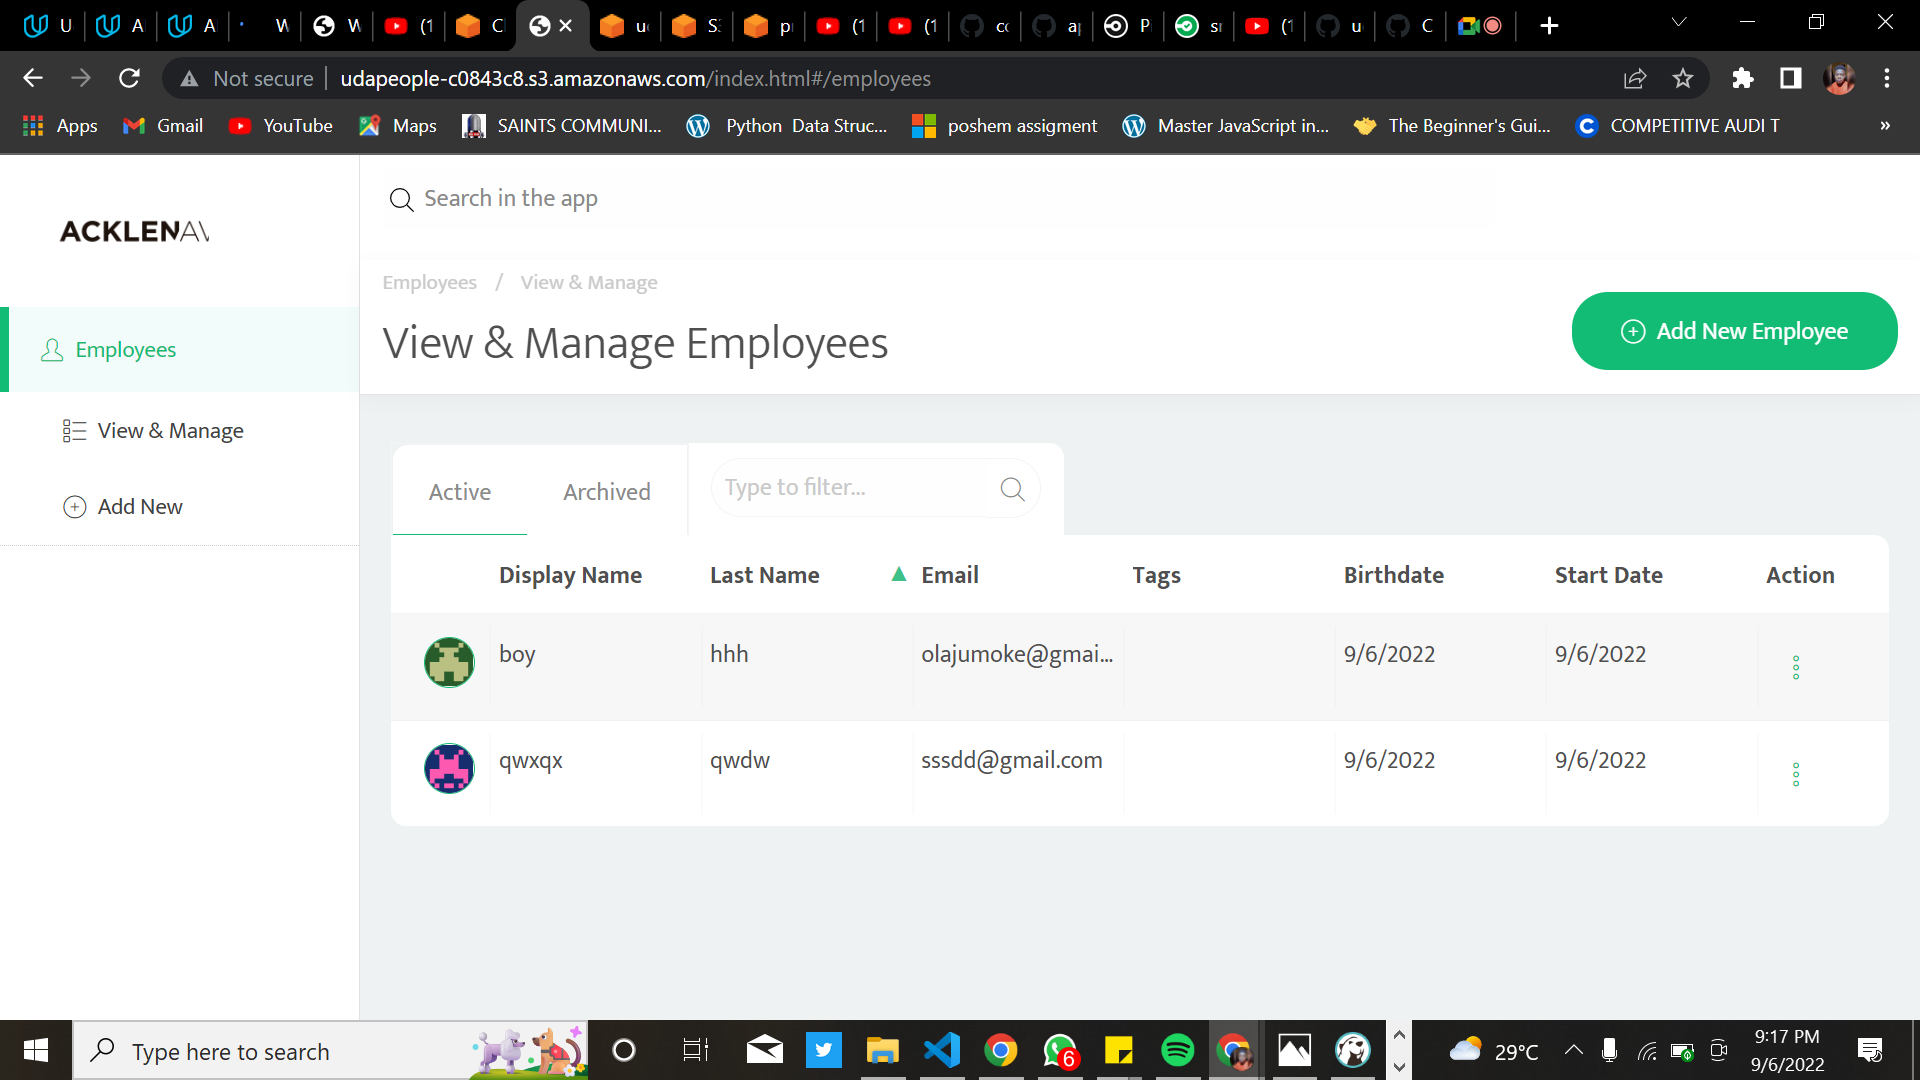 U
A
A
W
W
(1
C
u
S
p
(1
(1
c
a
P
sr
(1
u
C
Not secure
udapeople-c0843c8.s3.amazonaws.com/index.html#/employees
Apps
Gmail
YouTube
Maps
SAINTS COMMUNI...
Python Data Struc...
poshem assigment
Master JavaScript in...
The Beginner's Gui...
COMPETITIVE AUDI T
»
ACKLENAV
Search in the app
Employees / View & Manage
View & Manage Employees
Add New Employee
Employees
View & Manage
Add New
Active
Archived
Type to filter...
Display Name Last Name Email Tags Birthdate Start Date Action
boy hhh olajumoke@gmai... 9/6/2022 9/6/2022
qwxqx qwdw sssdd@gmail.com 9/6/2022 9/6/2022
Type here to search
6
29°C
9:17 PM
9/6/2022